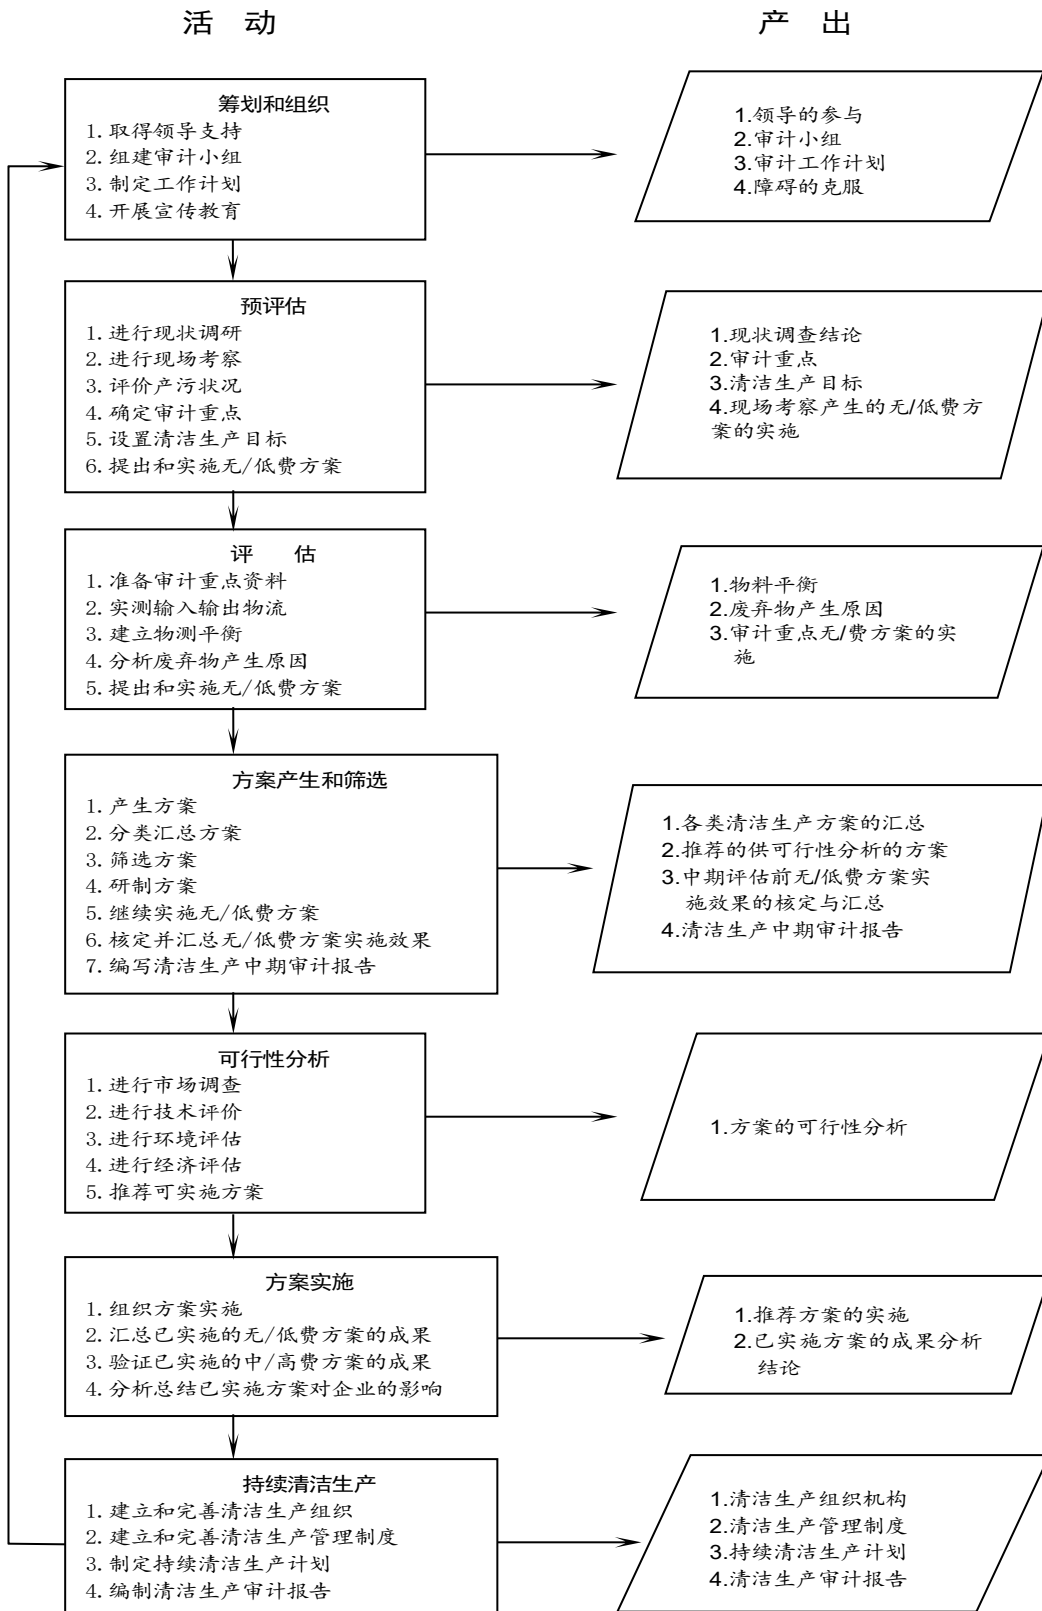 活 动
产 出
筹划和组织
1. 取得领导支持
2. 组建审计小组
3. 制定工作计划
4. 开展宣传教育
1.领导的参与
2.审计小组
3.审计工作计划
4.障碍的克服
预评估
1. 进行现状调研
2. 进行现场考察
3. 评价产污状况
4. 确定审计重点
5. 设置清洁生产目标
6. 提出和实施无/低费方案
1.现状调查结论
2.审计重点
3.清洁生产目标
4.现场考察产生的无/低费方
案的实施
评 估
1. 准备审计重点资料
2. 实测输入输出物流
3. 建立物测平衡
4. 分析废弃物产生原因
5. 提出和实施无/低费方案
1.物料平衡
2.废弃物产生原因
3.审计重点无/费方案的实
施
方案产生和筛选
1. 产生方案
2. 分类汇总方案
3. 筛选方案
4. 研制方案
5. 继续实施无/低费方案
6. 核定并汇总无/低费方案实施效果
7. 编写清洁生产中期审计报告
1.各类清洁生产方案的汇总
2.推荐的供可行性分析的方案
3.中期评估前无/低费方案实
施效果的核定与汇总
4.清洁生产中期审计报告
可行性分析
1. 进行市场调查
2. 进行技术评价
3. 进行环境评估
4. 进行经济评估
5. 推荐可实施方案
1.方案的可行性分析
方案实施
1. 组织方案实施
2. 汇总已实施的无/低费方案的成果
3. 验证已实施的中/高费方案的成果
4. 分析总结已实施方案对企业的影响
1.推荐方案的实施
2.已实施方案的成果分析
结论
持续清洁生产
1. 建立和完善清洁生产组织
2. 建立和完善清洁生产管理制度
3. 制定持续清洁生产计划
4. 编制清洁生产审计报告
1.清洁生产组织机构
2.清洁生产管理制度
3.持续清洁生产计划
4.清洁生产审计报告